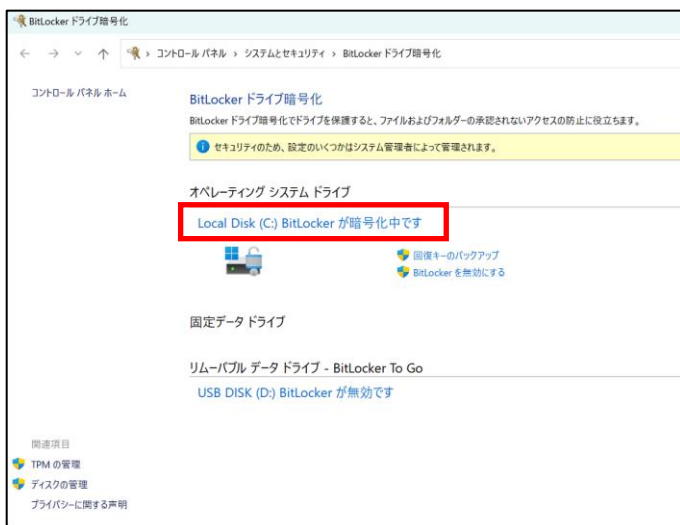 BitLocker ドライブ暗号化
コントロール パネル › システムとセキュリティ › BitLocker ドライブ暗号化
コントロール パネル ホーム
BitLocker ドライブ暗号化
BitLocker ドライブ暗号化でドライブを保護すると、ファイルおよびフォルダーの承認されないアクセスの防止に役立ちます。
セキュリティのため、設定のいくつかはシステム管理者によって管理されます。
オペレーティング システム ドライブ
Local Disk (C:) BitLocker が暗号化中です
回復キーのバックアップ
BitLocker を無効にする
固定データ ドライブ
リムーバブル データ ドライブ - BitLocker To Go
USB DISK (D:) BitLocker が無効です
関連項目
TPM の管理
ディスクの管理
プライバシーに関する声明